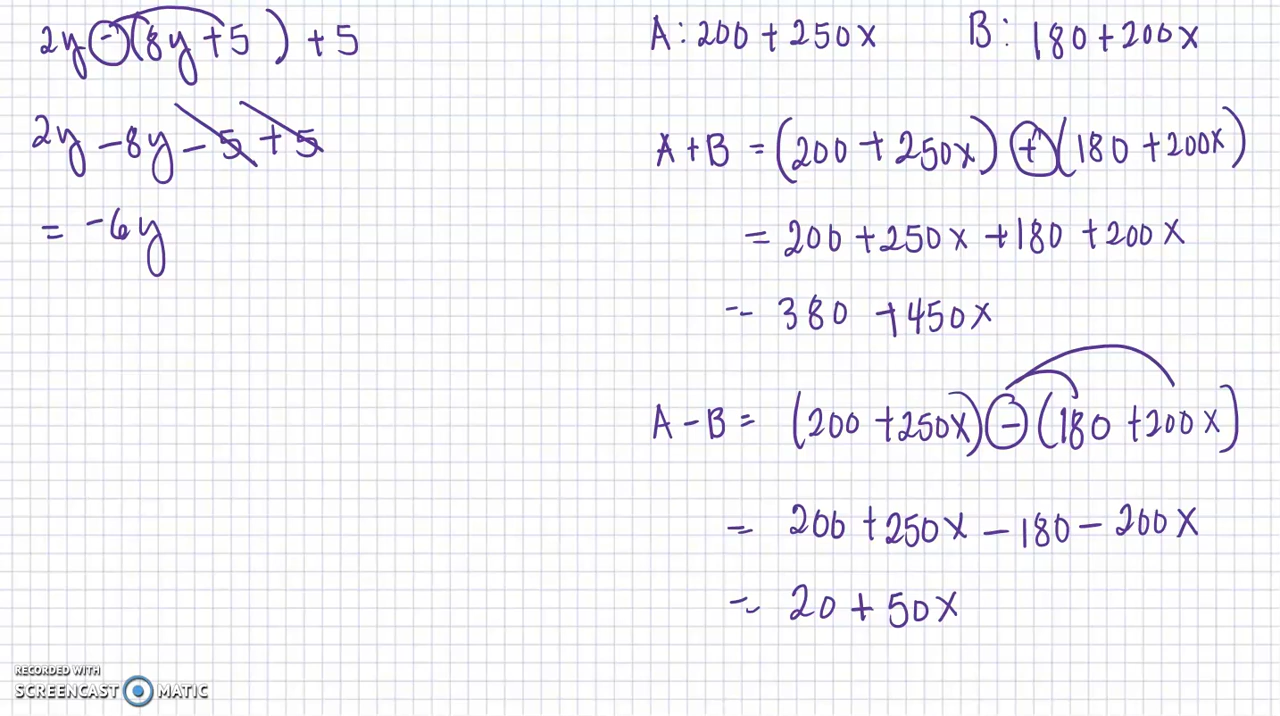 2y - (8y + 5) + 5
2y - 8y - 5 + 5
= -6y
A: 200 + 250x
B: 180 + 200x
A + B = (200 + 250x) + (180 + 200x)
= 200 + 250x + 180 + 200x
= 380 + 450x
A - B = (200 + 250x) - (180 + 200x)
= 200 + 250x - 180 - 200x
= 20 + 50x
RECORDED WITH
SCREENCAST MATIC